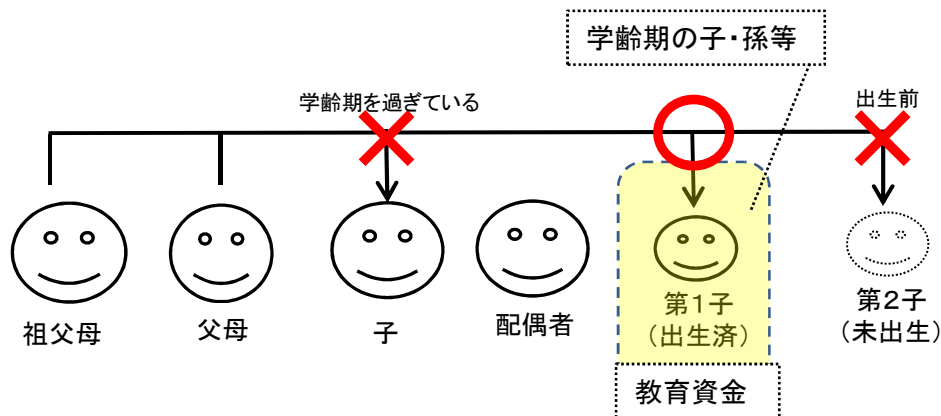 学齢期の子・孫等
学齢期を過ぎている
出生前
祖父母
父母
子
配偶者
第1子
（出生済）
第2子
（未出生）
教育資金